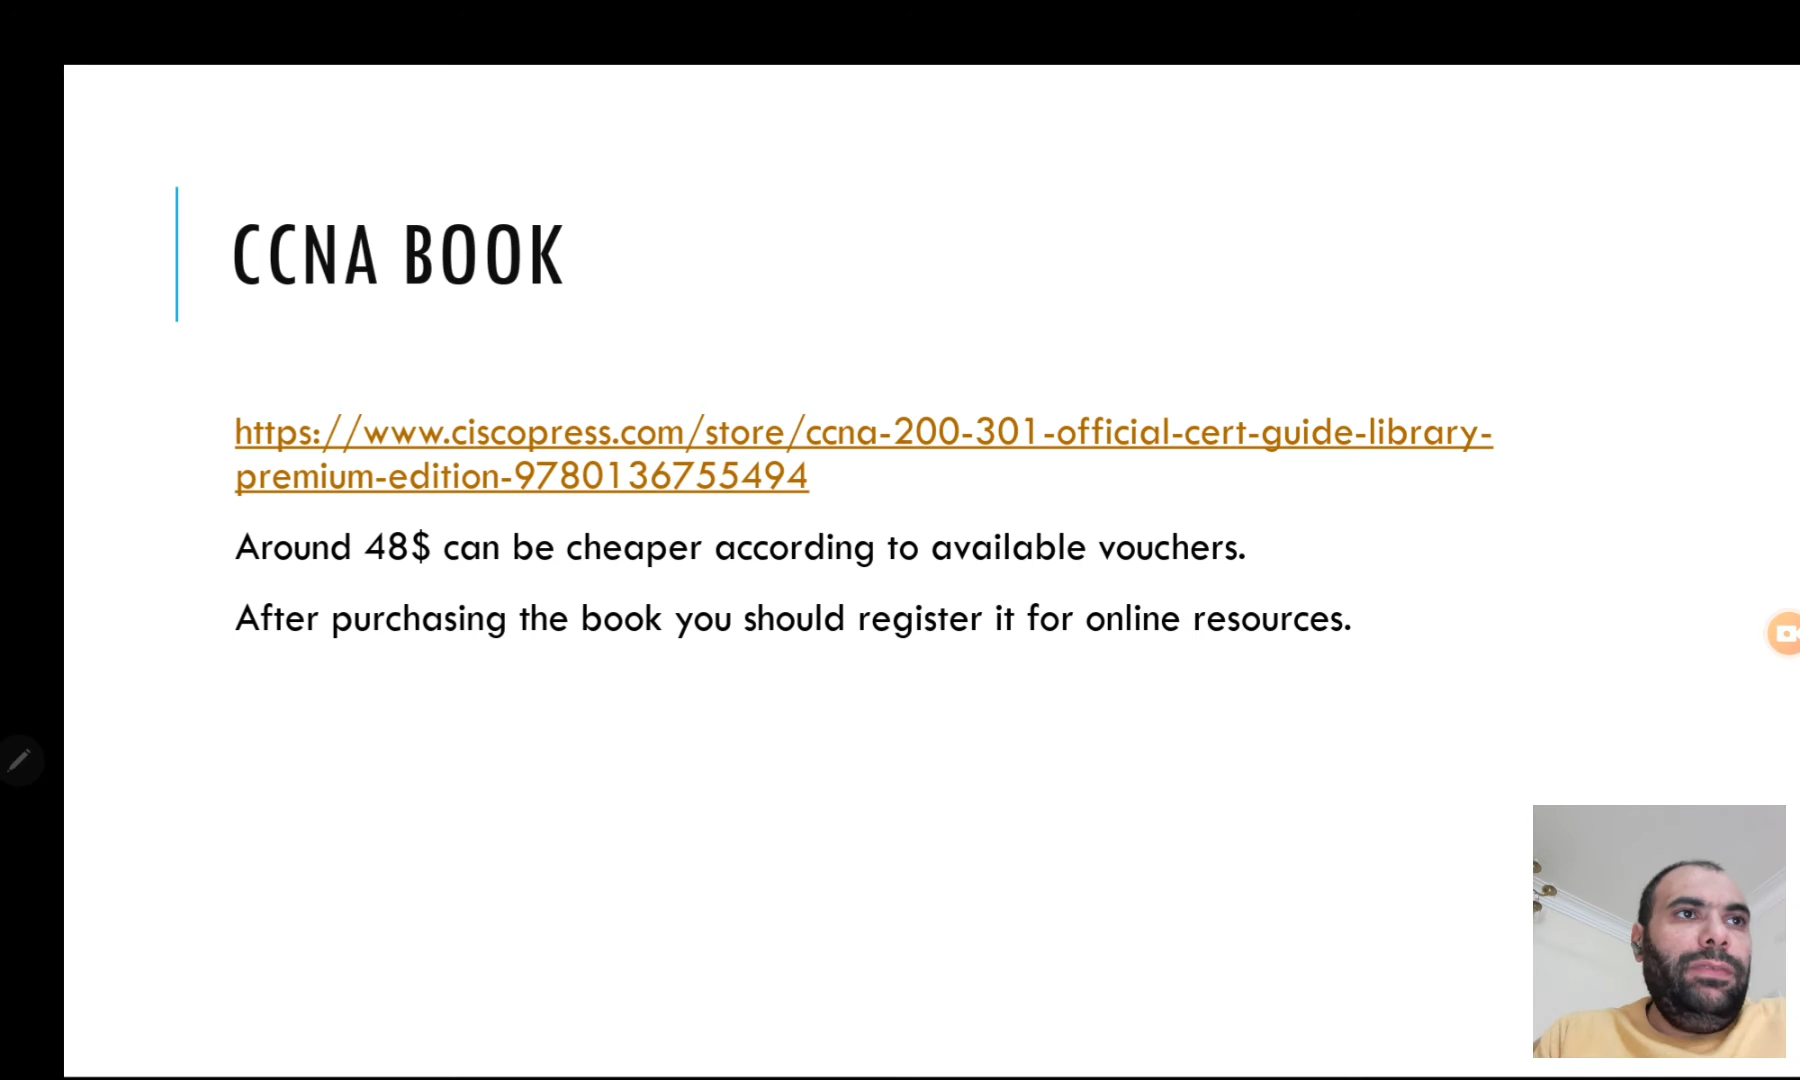 CCNA BOOK
https://www.ciscopress.com/store/ccna-200-301-official-cert-guide-library-
premium-edition-9780136755494
Around 48$ can be cheaper according to available vouchers.
After purchasing the book you should register it for online resources.